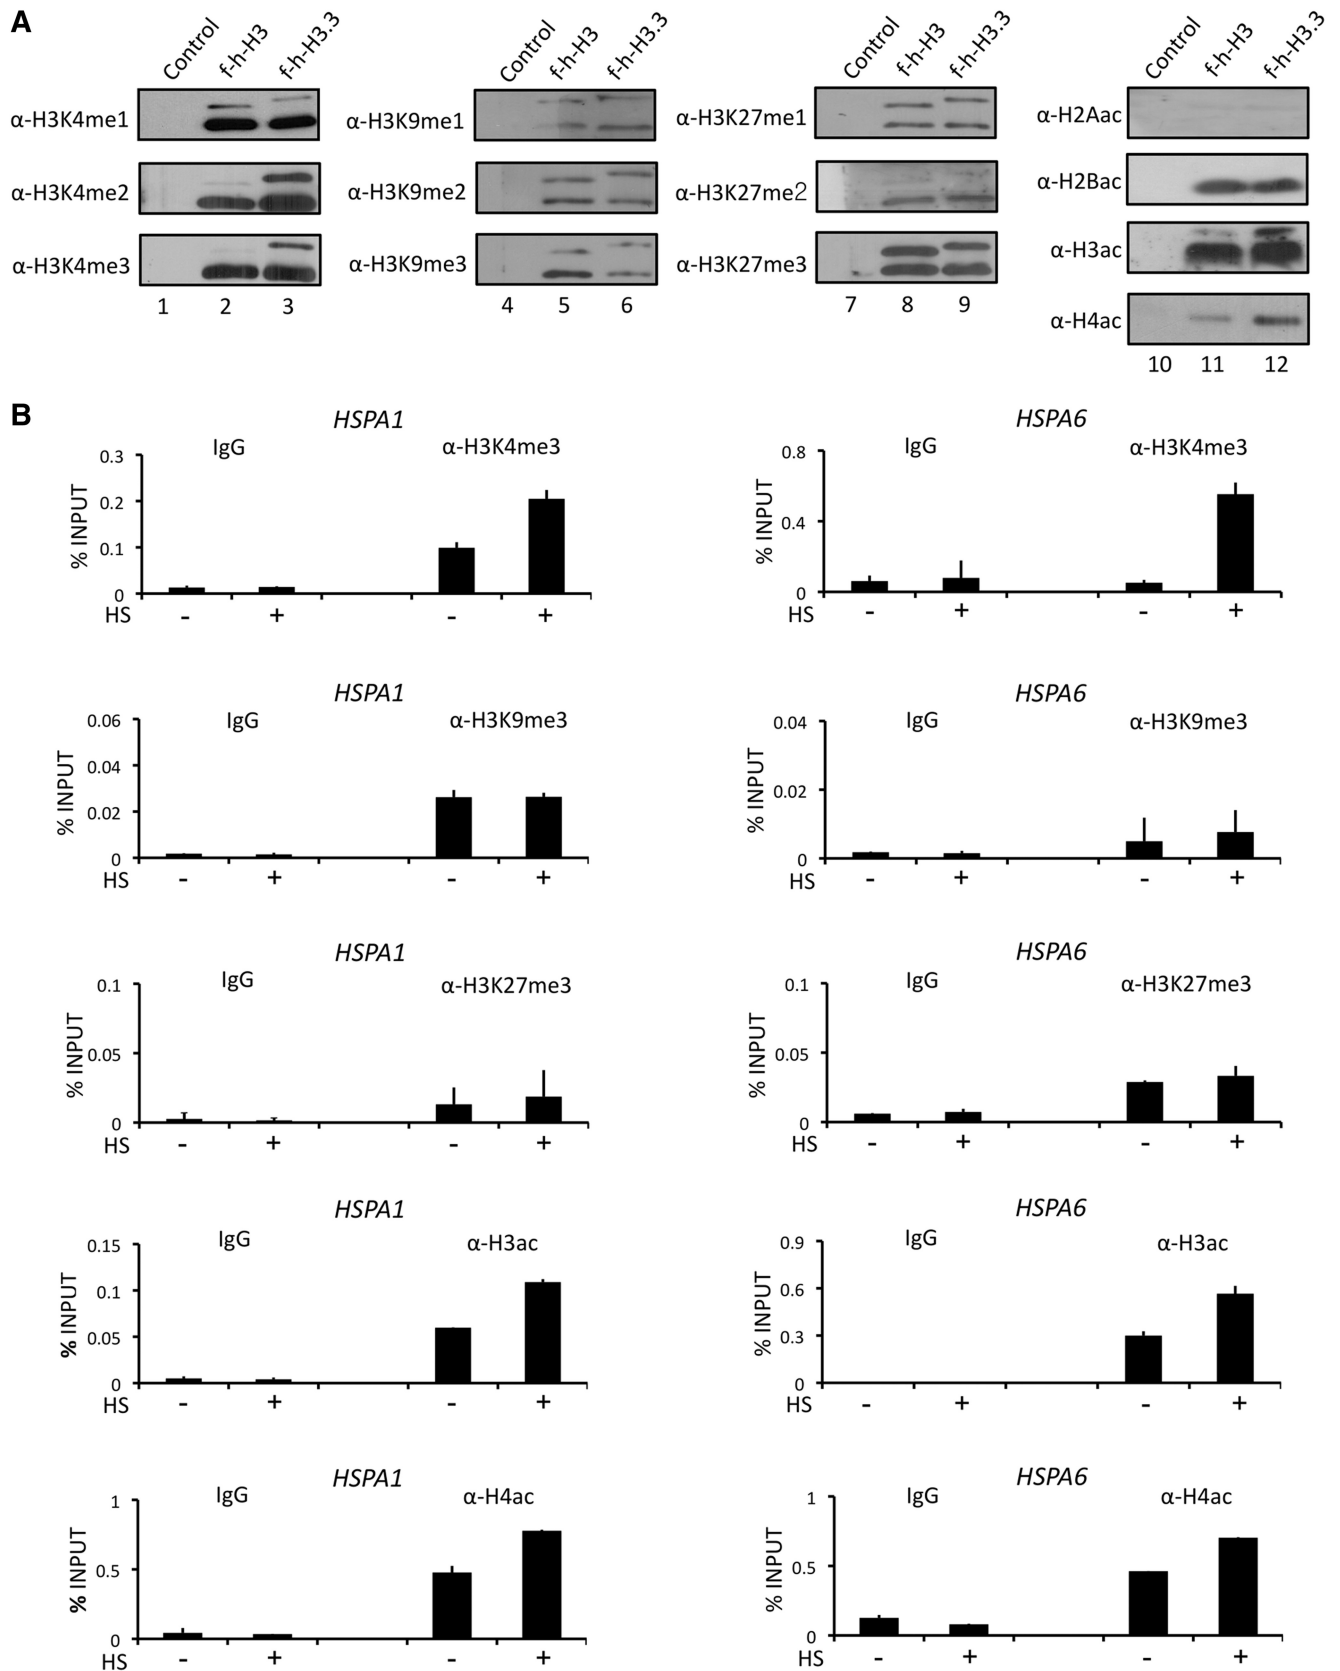 A
Control f-h-H3 f-h-H3.3 Control f-h-H3 f-h-H3.3 Control f-h-H3 f-h-H3.3 Control f-h-H3 f-h-H3.3
α-H3K4me1 α-H3K9me1 α-H3K27me1 α-H2Aac
α-H3K4me2 α-H3K9me2 α-H3K27me2 α-H2Bac
α-H3K4me3 α-H3K9me3 α-H3K27me3 α-H3ac
α-H4ac
1 2 3 4 5 6 7 8 9
10 11 12
B
HSPA1
IgG α-H3K4me3
% INPUT
0.3
0.2
0.1
0
HS - + - +
HSPA6
IgG α-H3K4me3
% INPUT
0.8
0.4
0
HS - + - +
HSPA1
IgG α-H3K9me3
% INPUT
0.06
0.04
0.02
0
HS - + - +
HSPA6
IgG α-H3K9me3
% INPUT
0.04
0.02
0
HS - + - +
HSPA1
IgG α-H3K27me3
% INPUT
0.1
0.05
0
HS - + - +
HSPA6
IgG α-H3K27me3
% INPUT
0.1
0.05
0
HS - + - +
HSPA1
IgG α-H3ac
% INPUT
0.15
0.1
0.05
0
HS - + - +
HSPA6
IgG α-H3ac
% INPUT
0.9
0.6
0.3
0
HS - + - +
HSPA1
IgG α-H4ac
% INPUT
1
0.5
0
HS - + - +
HSPA6
IgG α-H4ac
% INPUT
1
0.5
0
HS - + - +